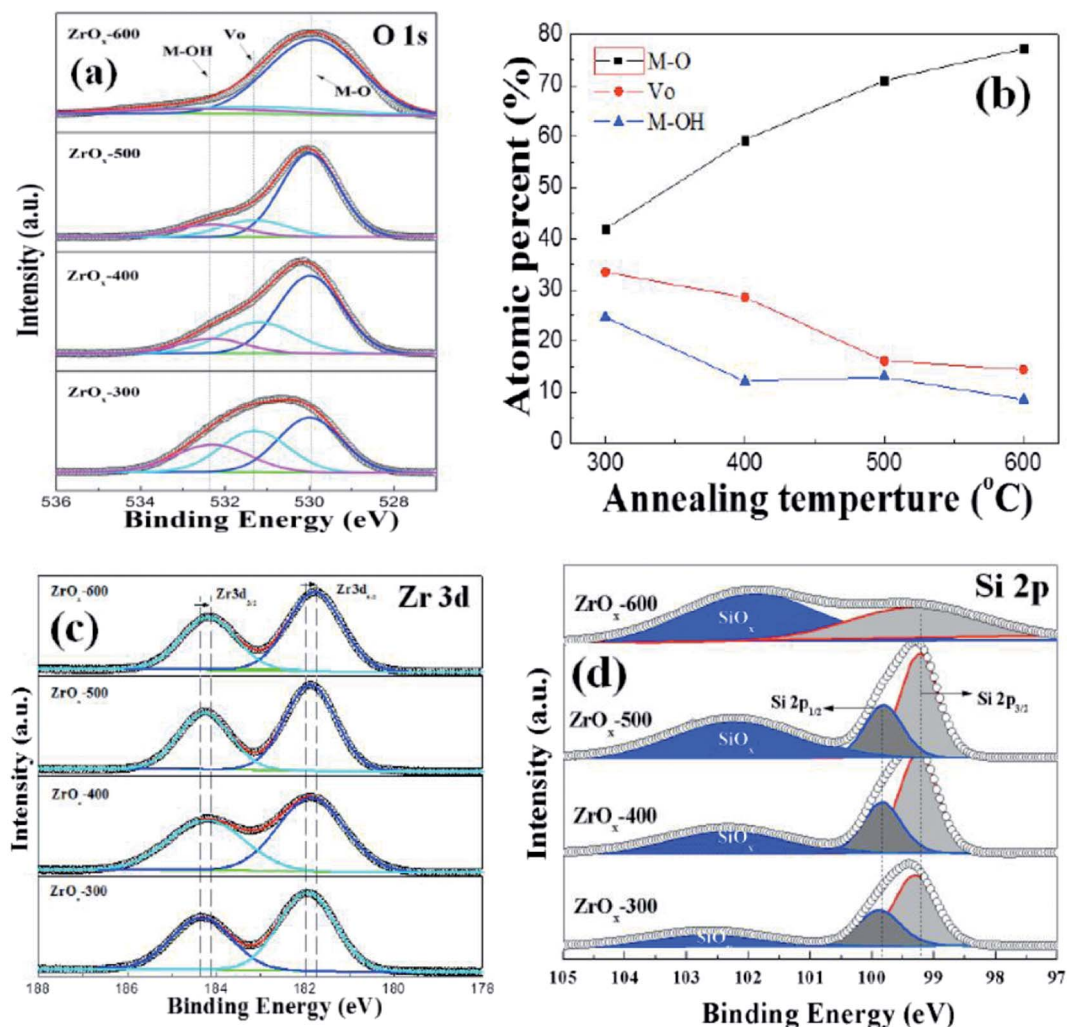 ZrOₓ-600
M-OH
Vo
O 1s
(a)
M-O
ZrOₓ-500
ZrOₓ-400
ZrOₓ-300
Intensity (a.u.)
536 534 532 530 528
Binding Energy (eV)
80
70
60
50
40
30
20
10
0
M-O
Vo
M-OH
(b)
Atomic percent (%)
300 400 500 600
Annealing temperture (°C)
ZrOₓ-600
Zr3d
Zr3d
Zr 3d
(c)
ZrOₓ-500
ZrOₓ-400
ZrOₓ-300
Intensity (a.u.)
188 186 184 182 180 178
Binding Energy (eV)
ZrOₓ-600
Si 2p
SiOₓ
(d)
Si 2p₁/₂
Si 2p₃/₂
ZrOₓ-500
SiOₓ
ZrOₓ-400
SiOₓ
ZrOₓ-300
SiOₓ
Intensity (a.u.)
105 104 103 102 101 100 99 98 97
Binding Energy (eV)